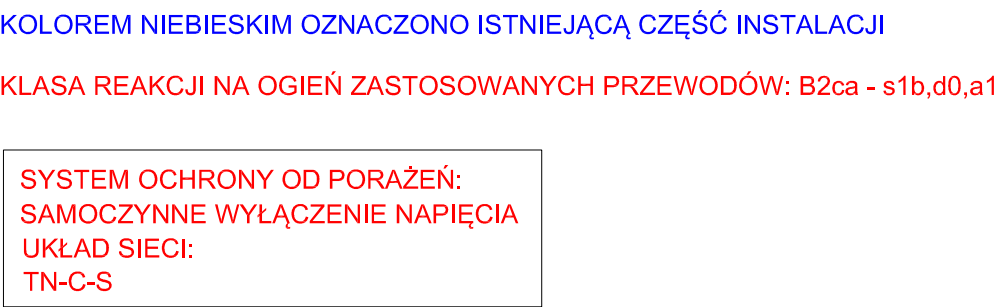 KOLOREM NIEBIESKIM OZNACZONO ISTNIEJĄCĄ CZĘŚĆ INSTALACJI
KLASA REAKCJI NA OGIEŃ ZASTOSOWANYCH PRZEWODÓW: B2ca - s1b,d0,a1
SYSTEM OCHRONY OD PORAŻEŃ:
SAMOCZYNNE WYŁĄCZENIE NAPIĘCIA
UKŁAD SIECI:
TN-C-S